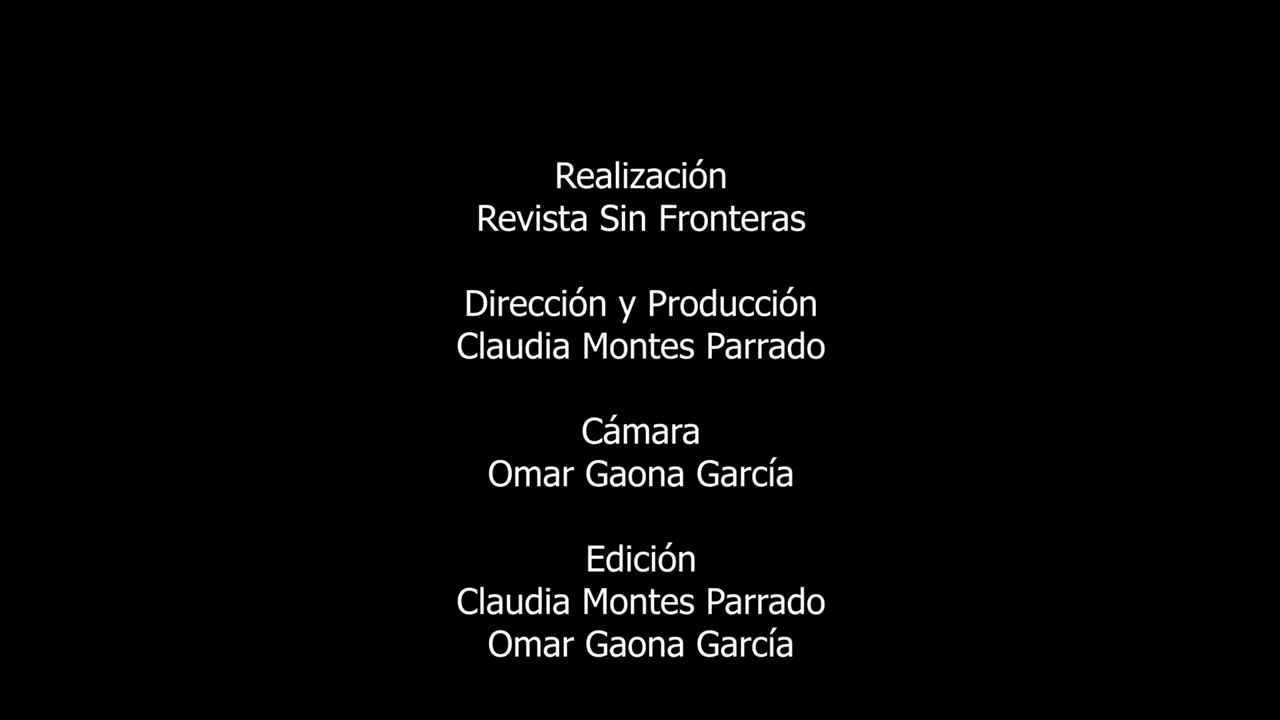 Realización
Revista Sin Fronteras
Dirección y Producción
Claudia Montes Parrado
Cámara
Omar Gaona García
Edición
Claudia Montes Parrado
Omar Gaona García